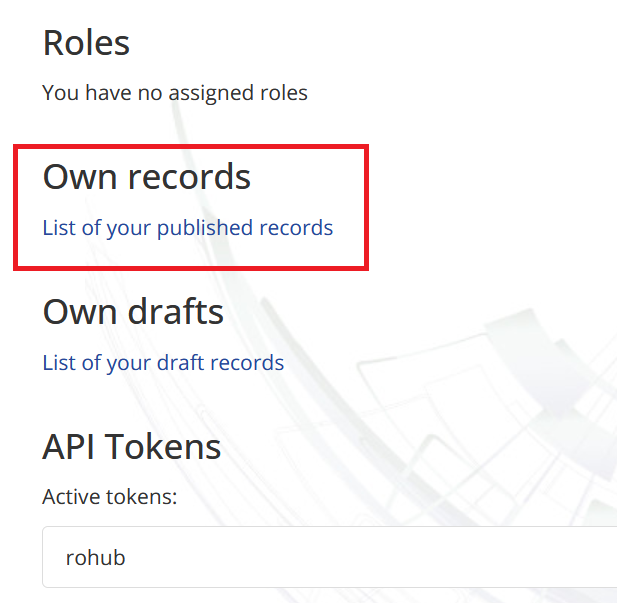 Roles
You have no assigned roles
Own records
List of your published records
Own drafts
List of your draft records
API Tokens
Active tokens:
rohub